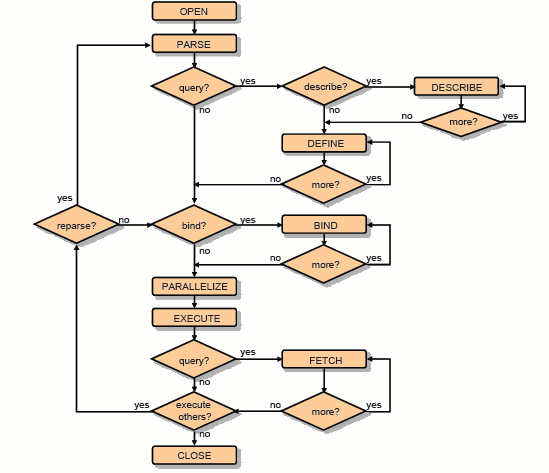 OPEN
PARSE
query?
yes
describe?
yes
DESCRIBE
no
no
no
more?
yes
DEFINE
no
more?
yes
yes
reparse?
no
bind?
yes
BIND
no
no
more?
yes
PARALLELIZE
EXECUTE
query?
yes
FETCH
no
yes
execute
others?
no
more?
yes
no
CLOSE